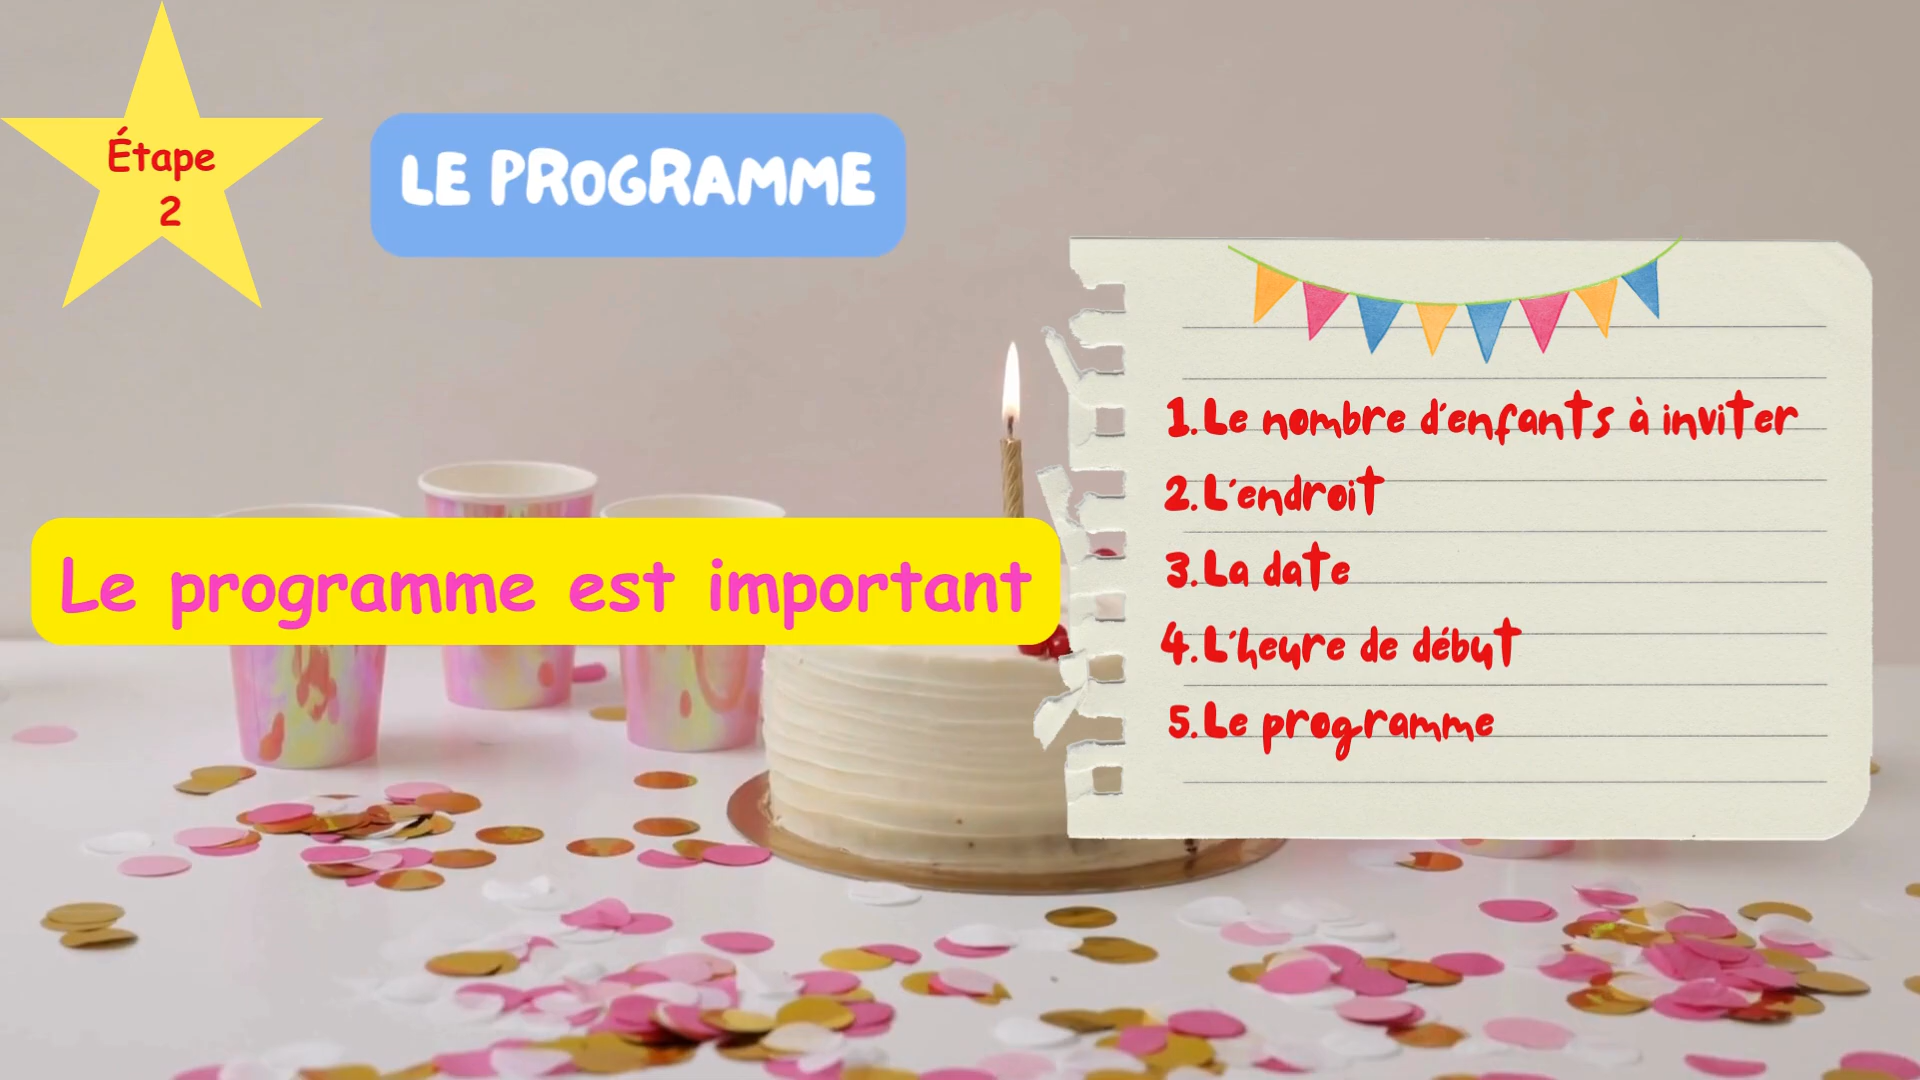 Étape
2
LE PROGRAMME
Le programme est important
1.Le nombre d'enfants à inviter
2.L'endroit
3.La date
4.L'heure de début
5.Le programme